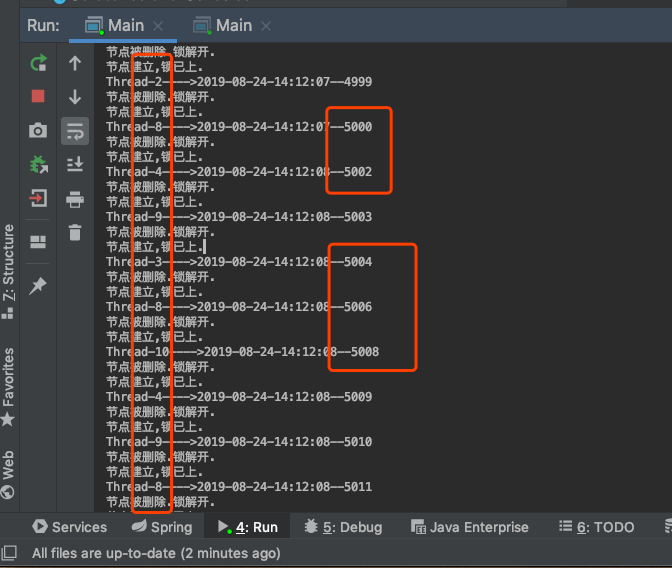 Run:
Main
Main
节点被删除.锁解开.
节点建立,锁已上.
Thread-2---->2019-08-24-14:12:07--4999
节点被删除.锁解开.
节点建立,锁已上.
Thread-8---->2019-08-24-14:12:07--5000
节点被删除.锁解开.
节点建立,锁已上.
Thread-4---->2019-08-24-14:12:08--5002
节点被删除.锁解开.
节点建立,锁已上.
Thread-9---->2019-08-24-14:12:08--5003
节点被删除.锁解开.
节点建立,锁已上.
Thread-3---->2019-08-24-14:12:08--5004
节点被删除.锁解开.
节点建立,锁已上.
Thread-8---->2019-08-24-14:12:08--5006
节点被删除.锁解开.
节点建立,锁已上.
Thread-10---->2019-08-24-14:12:08--5008
节点被删除.锁解开.
节点建立,锁已上.
Thread-4---->2019-08-24-14:12:08--5009
节点被删除.锁解开.
节点建立,锁已上.
Thread-9---->2019-08-24-14:12:08--5010
节点被删除.锁解开.
节点建立,锁已上.
Thread-8---->2019-08-24-14:12:08--5011
节点被删除.锁解开.
Z: Structure
Favorites
Web
Services
Spring
4: Run
5: Debug
Java Enterprise
6: TODO
All files are up-to-date (2 minutes ago)